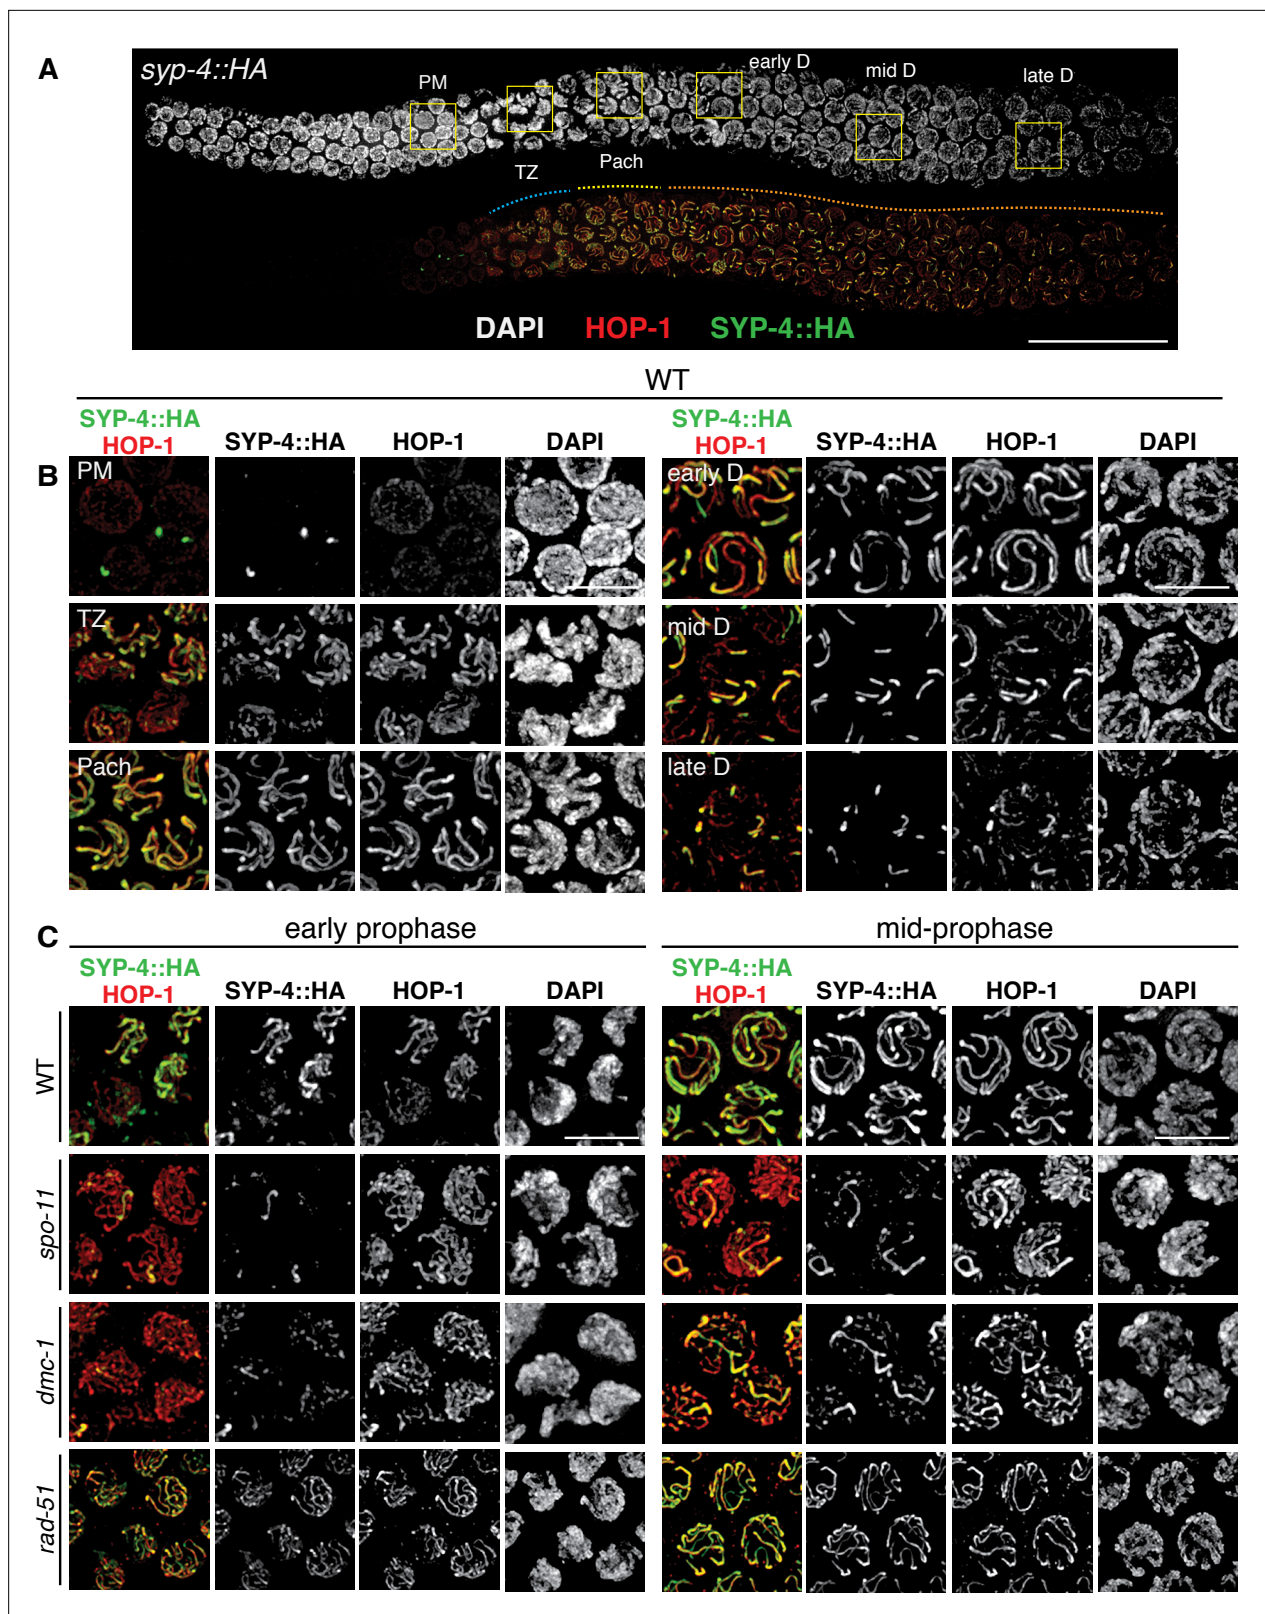 A
syp-4::HA
PM
early D
mid D
late D
TZ
Pach
DAPI HOP-1 SYP-4::HA
WT
SYP-4::HA
HOP-1
SYP-4::HA
HOP-1
DAPI
SYP-4::HA
HOP-1
SYP-4::HA
HOP-1
DAPI
B
PM
early D
TZ
mid D
Pach
late D
C
early prophase
mid-prophase
SYP-4::HA
HOP-1
SYP-4::HA
HOP-1
DAPI
SYP-4::HA
HOP-1
SYP-4::HA
HOP-1
DAPI
WT
spo-11
dmc-1
rad-51